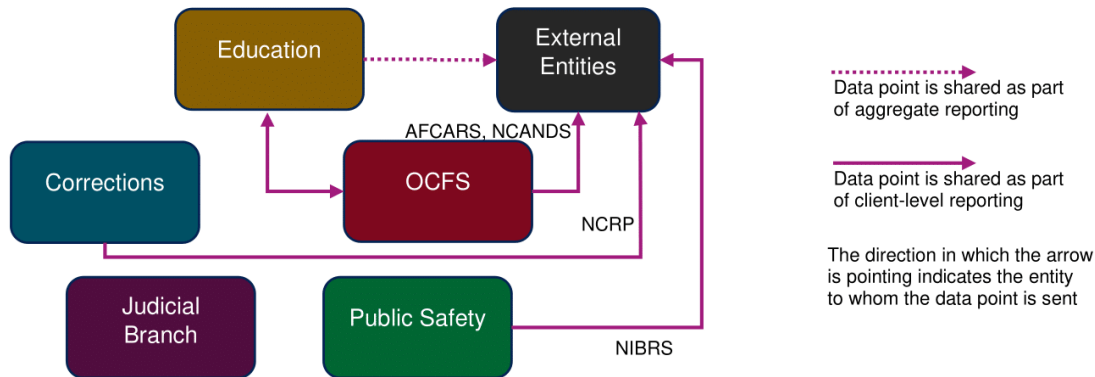 Education
External
Entities
AFCARS, NCANDS
Corrections
OCFS
NCRP
Judicial
Branch
Public Safety
NIBRS
Data point is shared as part
of aggregate reporting
Data point is shared as part
of client-level reporting
The direction in which the arrow
is pointing indicates the entity
to whom the data point is sent